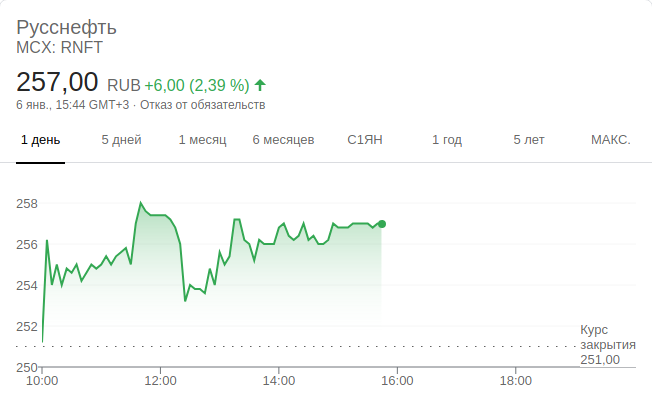 Русснефть
MCX: RNFT
257,00 RUB +6,00 (2,39 %)
6 янв., 15:44 GMT+3 · Отказ от обязательств
1 день 5 дней 1 месяц 6 месяцев С1ЯН 1 год 5 лет МАКС.
258
256
254
252
250
Курс
закрытия
251,00
10:00 12:00 14:00 16:00 18:00